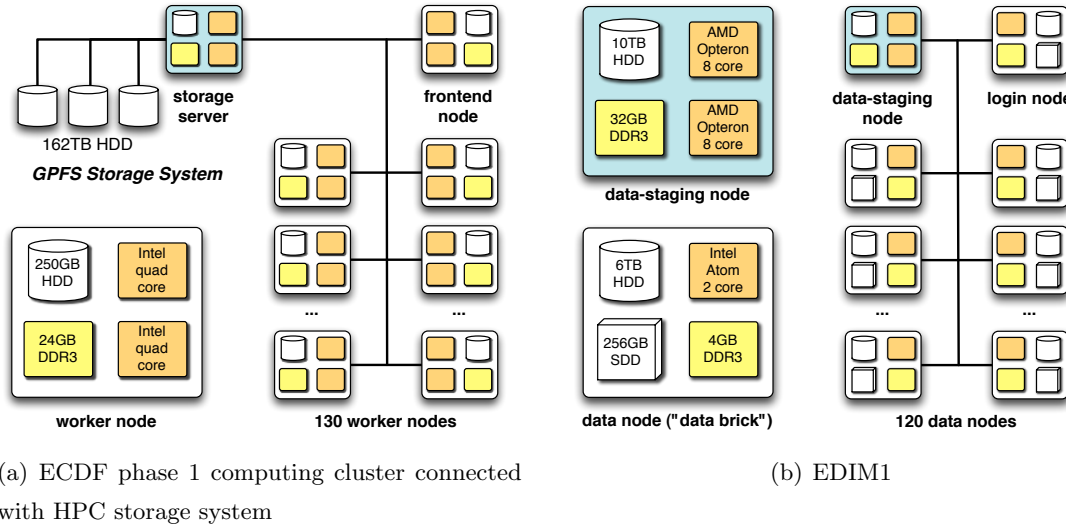 storage
server
frontend
node
162TB HDD
GPFS Storage System
250GB
HDD
Intel
quad
core
24GB
DDR3
Intel
quad
core
worker node
...
...
130 worker nodes
(a) ECDF phase 1 computing cluster connected
with HPC storage system
10TB
HDD
AMD
Opteron
8 core
32GB
DDR3
AMD
Opteron
8 core
data-staging node
6TB
HDD
Intel
Atom
2 core
256GB
SDD
4GB
DDR3
data node ("data brick")
data-staging
node
login node
...
...
120 data nodes
(b) EDIM1